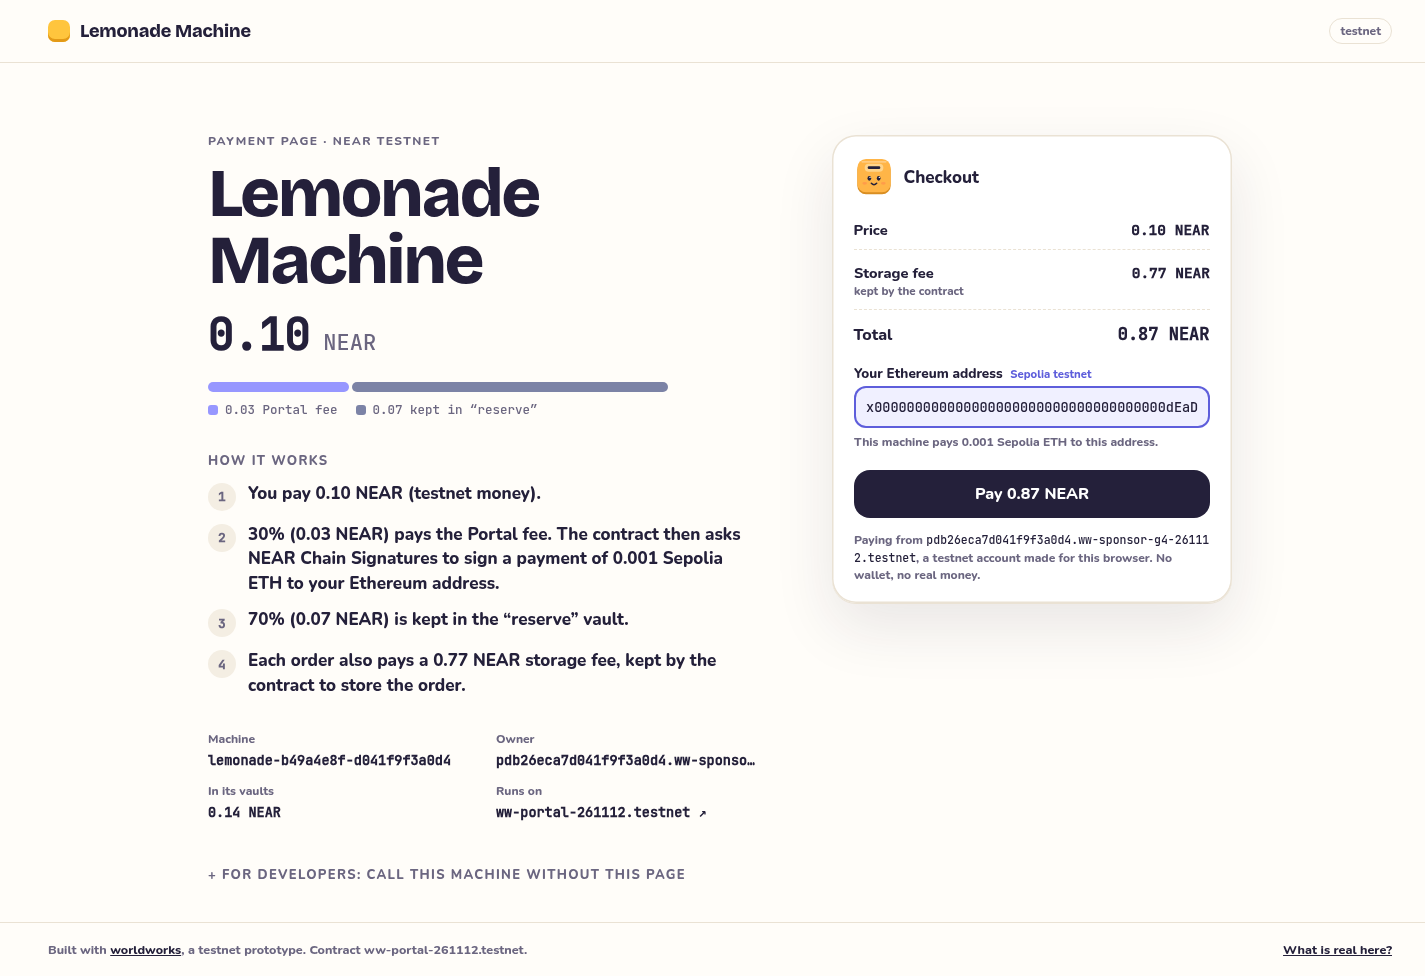 Lemonade Machine
testnet
PAYMENT PAGE · NEAR TESTNET
Lemonade
Machine
0.10 NEAR
0.03 Portal fee 0.07 kept in “reserve”
HOW IT WORKS
1 You pay 0.10 NEAR (testnet money).
2 30% (0.03 NEAR) pays the Portal fee. The contract then asks
NEAR Chain Signatures to sign a payment of 0.001 Sepolia
ETH to your Ethereum address.
3 70% (0.07 NEAR) is kept in the “reserve” vault.
4 Each order also pays a 0.77 NEAR storage fee, kept by the
contract to store the order.
Machine
lemonade-b49a4e8f-d041f9f3a0d4
Owner
pdb26eca7d041f9f3a0d4.ww-sponso…
In its vaults
0.14 NEAR
Runs on
ww-portal-261112.testnet ↗
+ FOR DEVELOPERS: CALL THIS MACHINE WITHOUT THIS PAGE
Checkout
Price 0.10 NEAR
Storage fee 0.77 NEAR
kept by the contract
Total 0.87 NEAR
Your Ethereum address Sepolia testnet
x000000000000000000000000000000000000dEaD
This machine pays 0.001 Sepolia ETH to this address.
Pay 0.87 NEAR
Paying from pdb26eca7d041f9f3a0d4.ww-sponsor-g4-26111
2.testnet, a testnet account made for this browser. No
wallet, no real money.
Built with worldworks, a testnet prototype. Contract ww-portal-261112.testnet.
What is real here?